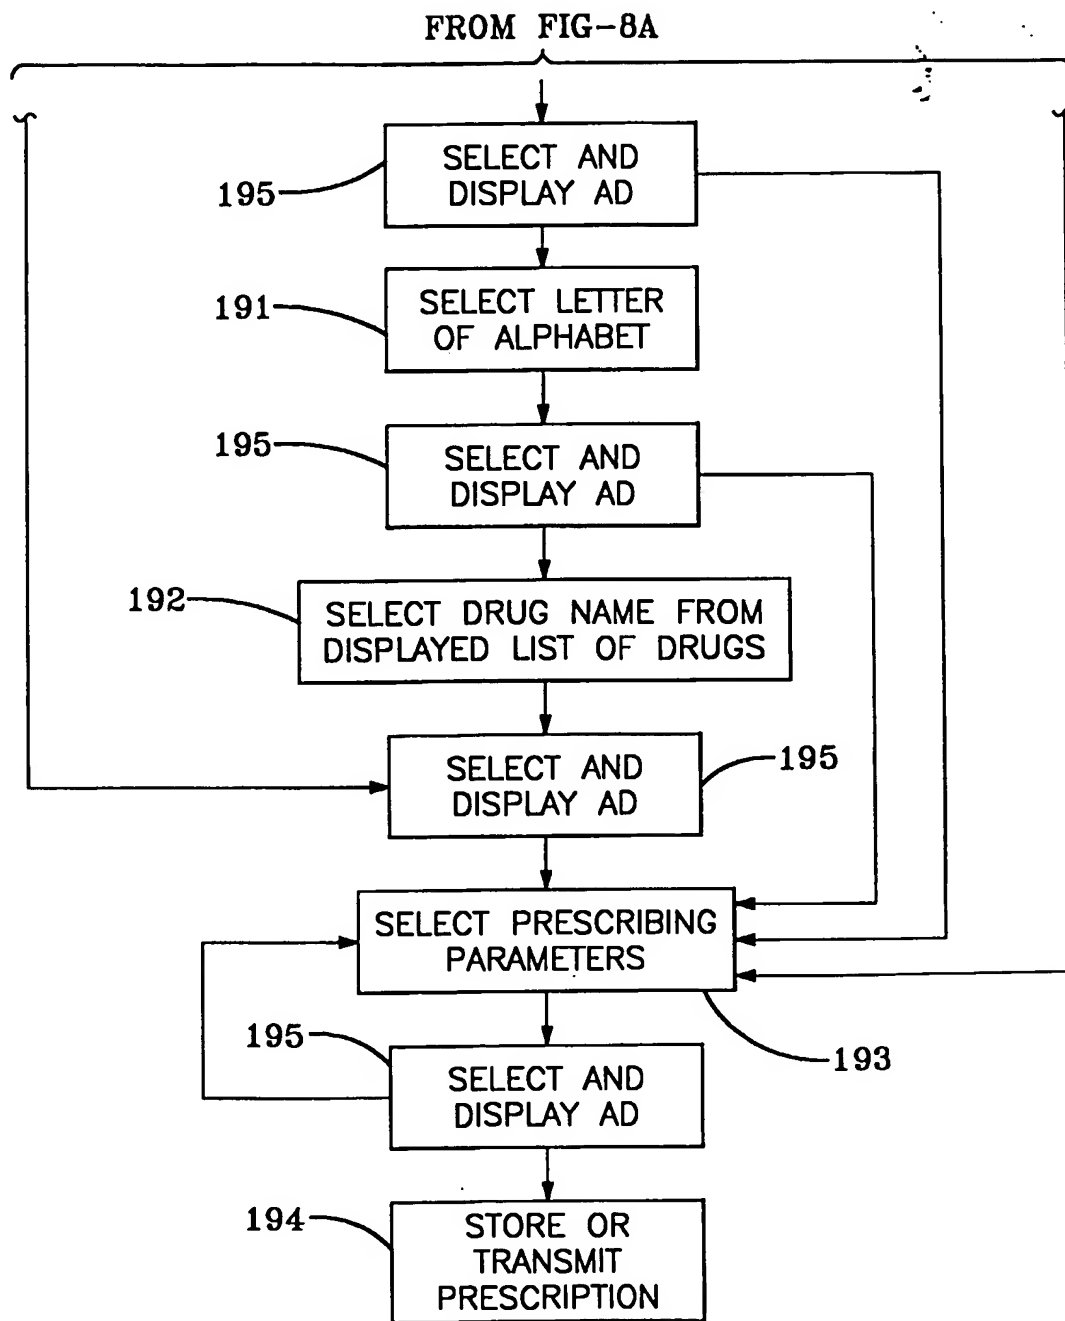 FROM FIG-8A
SELECT AND
DISPLAY AD
195
SELECT LETTER
OF ALPHABET
191
SELECT AND
DISPLAY AD
195
SELECT DRUG NAME FROM
DISPLAYED LIST OF DRUGS
192
SELECT AND
DISPLAY AD
195
SELECT PRESCRIBING
PARAMETERS
193
SELECT AND
DISPLAY AD
195
STORE OR
TRANSMIT
PRESCRIPTION
194